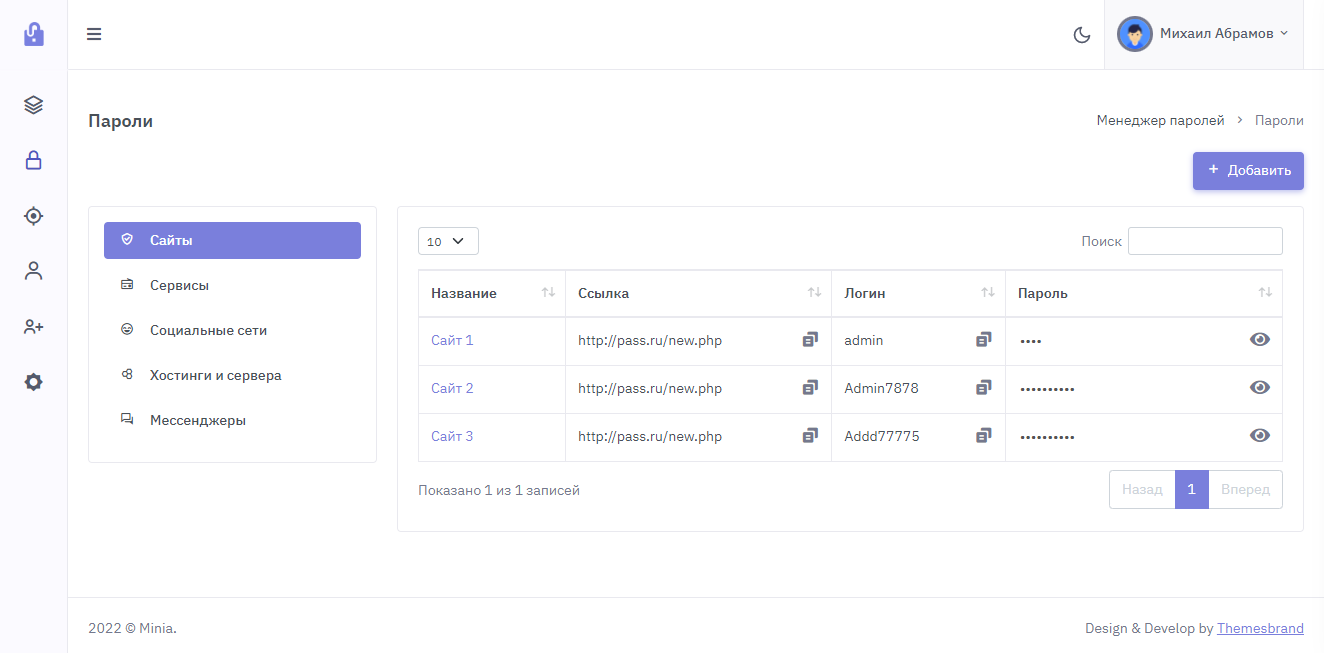 Михаил Абрамов
Пароли
Менеджер паролей > Пароли
+ Добавить
Сайты
Сервисы
Социальные сети
Хостинги и сервера
Мессенджеры
10
Поиск
Название Ссылка Логин Пароль
Сайт 1 http://pass.ru/new.php admin ••••
Сайт 2 http://pass.ru/new.php Admin7878 ••••••••••
Сайт 3 http://pass.ru/new.php Addd77775 ••••••••••
Показано 1 из 1 записей
Назад 1 Вперед
2022 © Minia.
Design & Develop by Themesbrand